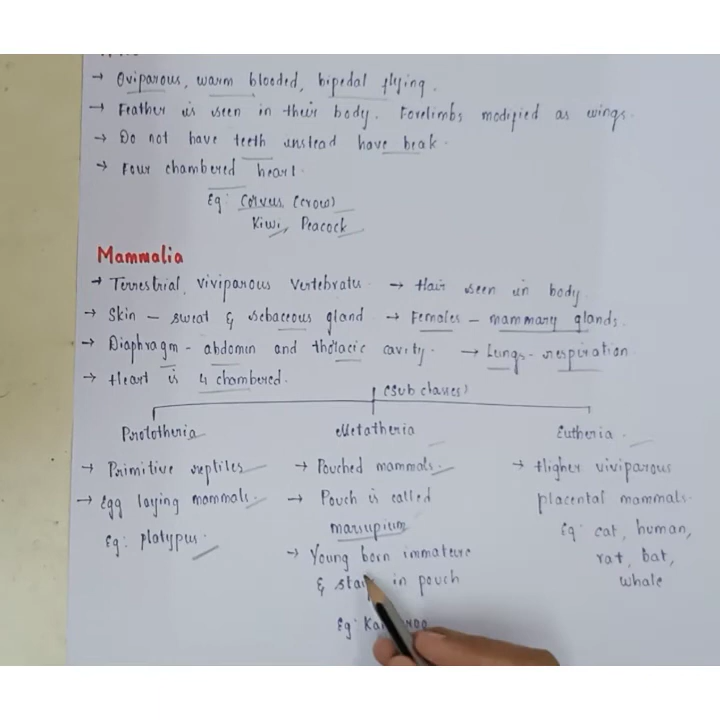 → Oviparous, warm blooded, bipedal flying.
→ Feather is seen in their body. Forelimbs modified as wings.
→ Do not have teeth instead have beak.
→ Four chambered heart.
Eg: Corvus (crow)
Kiwi, Peacock
Mammalia
→ Terrestrial, viviparous vertebrates. → Hair seen in body.
→ Skin - sweat & sebaceous gland → Females - mammary glands.
→ Diaphragm - abdomen and thoracic cavity. → Lungs - respiration
→ Heart is 4 chambered.
(Sub classes)
Prototheria Metatheria Eutheria
→ Primitive reptiles → Pouched mammals → Higher viviparous
→ Egg laying mammals. → Pouch is called placental mammals.
Eg: platypus. marsupium Eg: cat, human,
→ Young born immature rat, bat,
& stay in pouch whale
Eg: